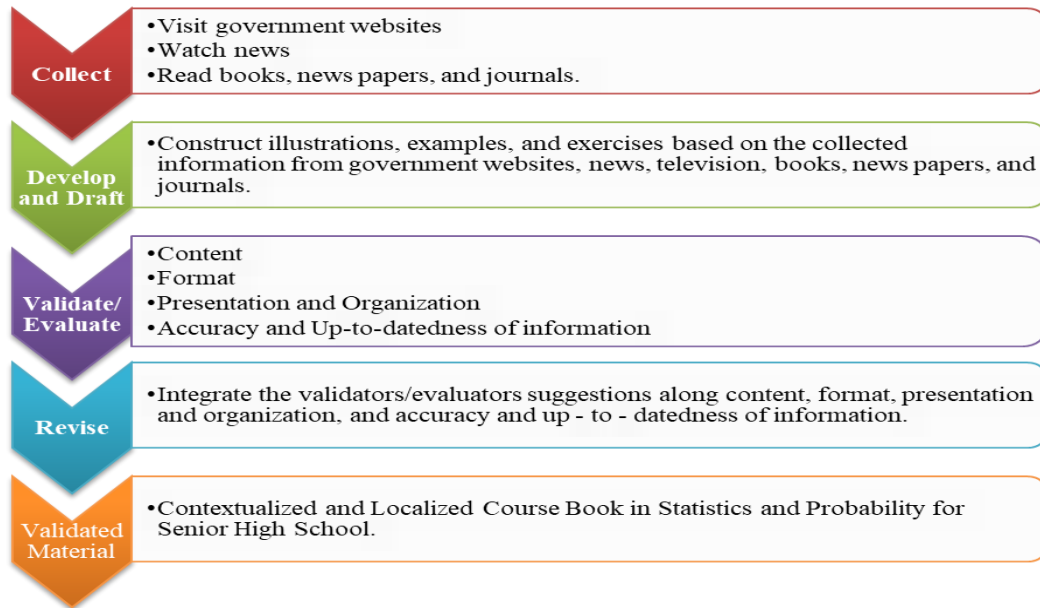 Collect
•Visit government websites
•Watch news
•Read books, news papers, and journals.
Develop
and Draft
•Construct illustrations, examples, and exercises based on the collected
information from government websites, news, television, books, news papers, and
journals.
Validate/
Evaluate
•Content
•Format
•Presentation and Organization
•Accuracy and Up-to-datedness of information
Revise
•Integrate the validators/evaluators suggestions along content, format, presentation
and organization, and accuracy and up - to - datedness of information.
Validated
Material
•Contextualized and Localized Course Book in Statistics and Probability for
Senior High School.